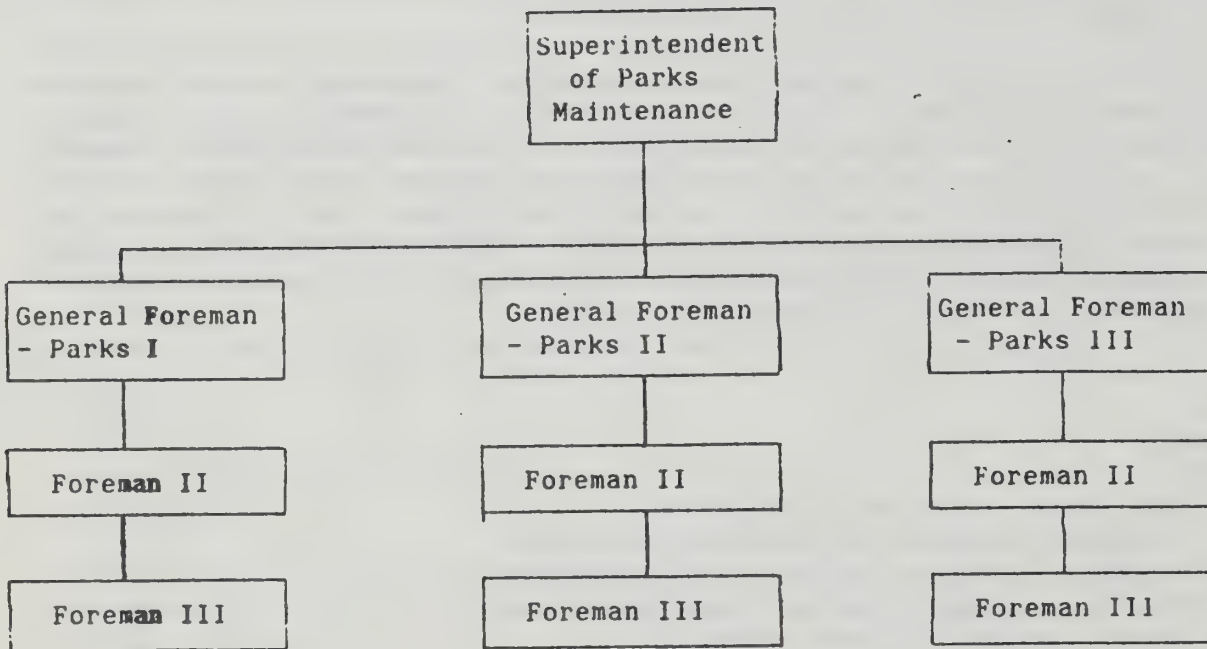 Superintendent
of Parks
Maintenance
General Foreman
- Parks I
General Foreman
- Parks II
General Foreman
- Parks III
Foreman II
Foreman II
Foreman II
Foreman III
Foreman III
Foreman III